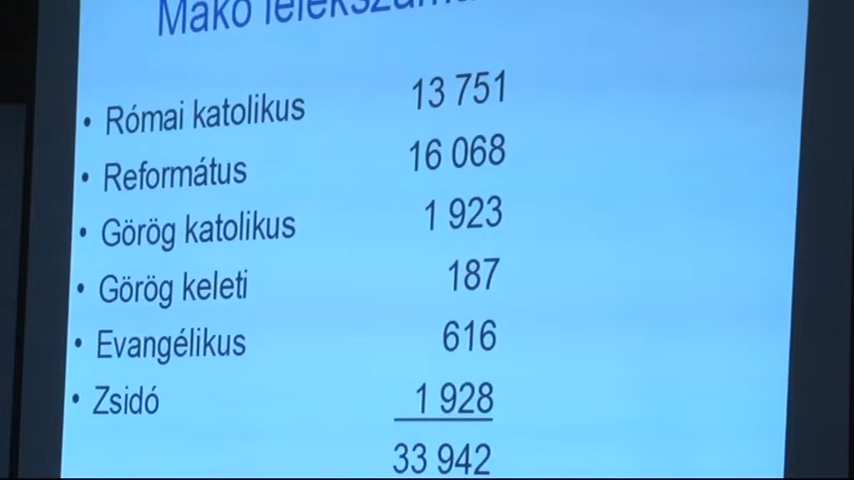 Makó
Római katolikus 13 751
Református 16 068
Görög katolikus 1 923
Görög keleti 187
Evangélikus 616
Zsidó 1 928
33 942